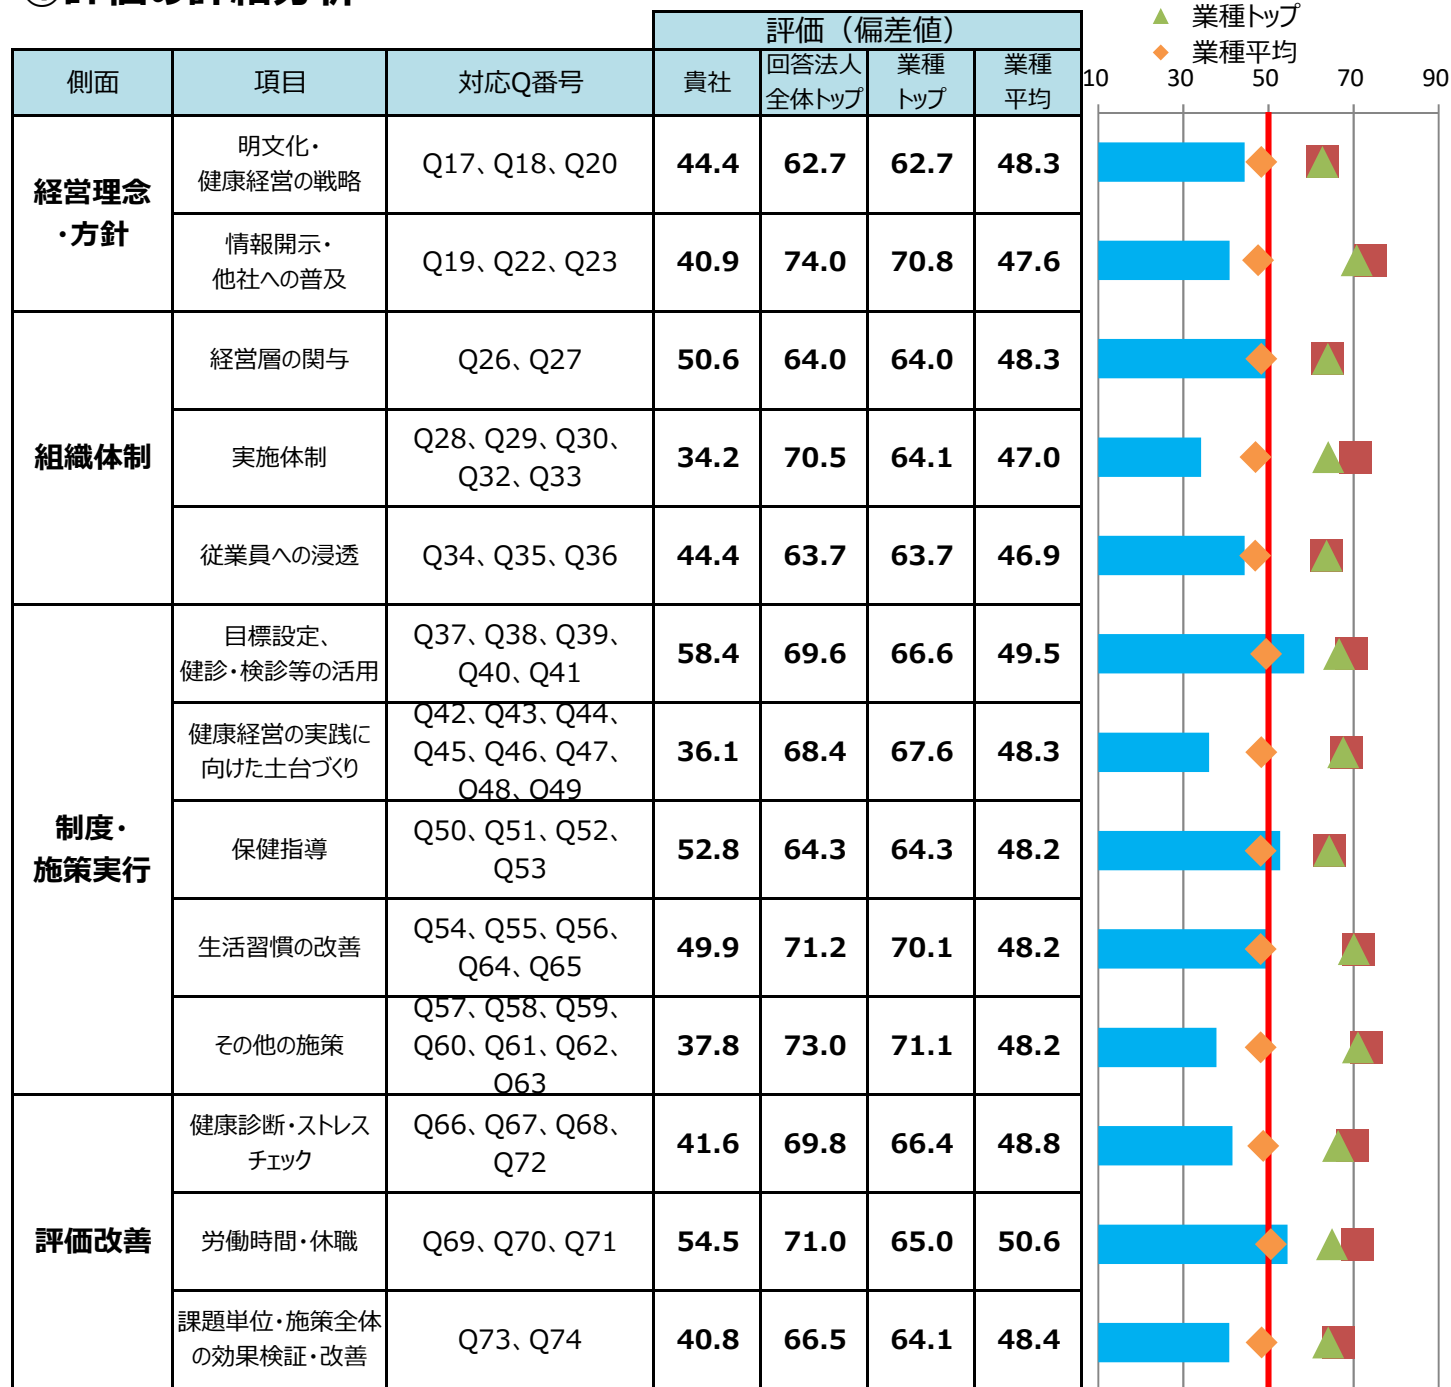 評価（偏差値）
側面 項目 対応Q番号 貴社 回答法人 業種 業種
全体トップ トップ 平均
業種トップ
業種平均
10 30 50 70 90
経営理念
・方針
明文化・
健康経営の戦略
Q17、Q18、Q20 44.4 62.7 62.7 48.3
情報開示・
他社への普及
Q19、Q22、Q23 40.9 74.0 70.8 47.6
組織体制
経営層の関与 Q26、Q27 50.6 64.0 64.0 48.3
実施体制
Q28、Q29、Q30、
Q32、Q33
34.2 70.5 64.1 47.0
従業員への浸透 Q34、Q35、Q36 44.4 63.7 63.7 46.9
制度・
施策実行
目標設定、
健診・検診等の活用
Q37、Q38、Q39、
Q40、Q41
58.4 69.6 66.6 49.5
健康経営の実践に
向けた土台づくり
Q42、Q43、Q44、
Q45、Q46、Q47、
Q48、Q49
36.1 68.4 67.6 48.3
保健指導
Q50、Q51、Q52、
Q53
52.8 64.3 64.3 48.2
生活習慣の改善
Q54、Q55、Q56、
Q64、Q65
49.9 71.2 70.1 48.2
その他の施策
Q57、Q58、Q59、
Q60、Q61、Q62、
Q63
37.8 73.0 71.1 48.2
評価改善
健康診断・ストレス
チェック
Q66、Q67、Q68、
Q72
41.6 69.8 66.4 48.8
労働時間・休職 Q69、Q70、Q71 54.5 71.0 65.0 50.6
課題単位・施策全体
の効果検証・改善
Q73、Q74 40.8 66.5 64.1 48.4